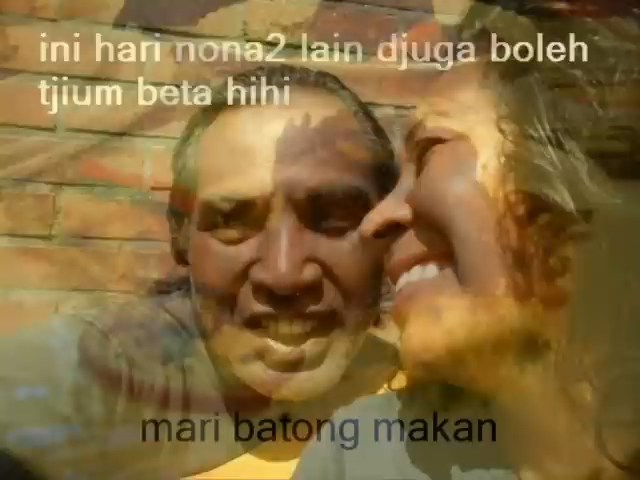 ini hari nona2 lain djuga boleh
tjium beta hihi
mari batong makan